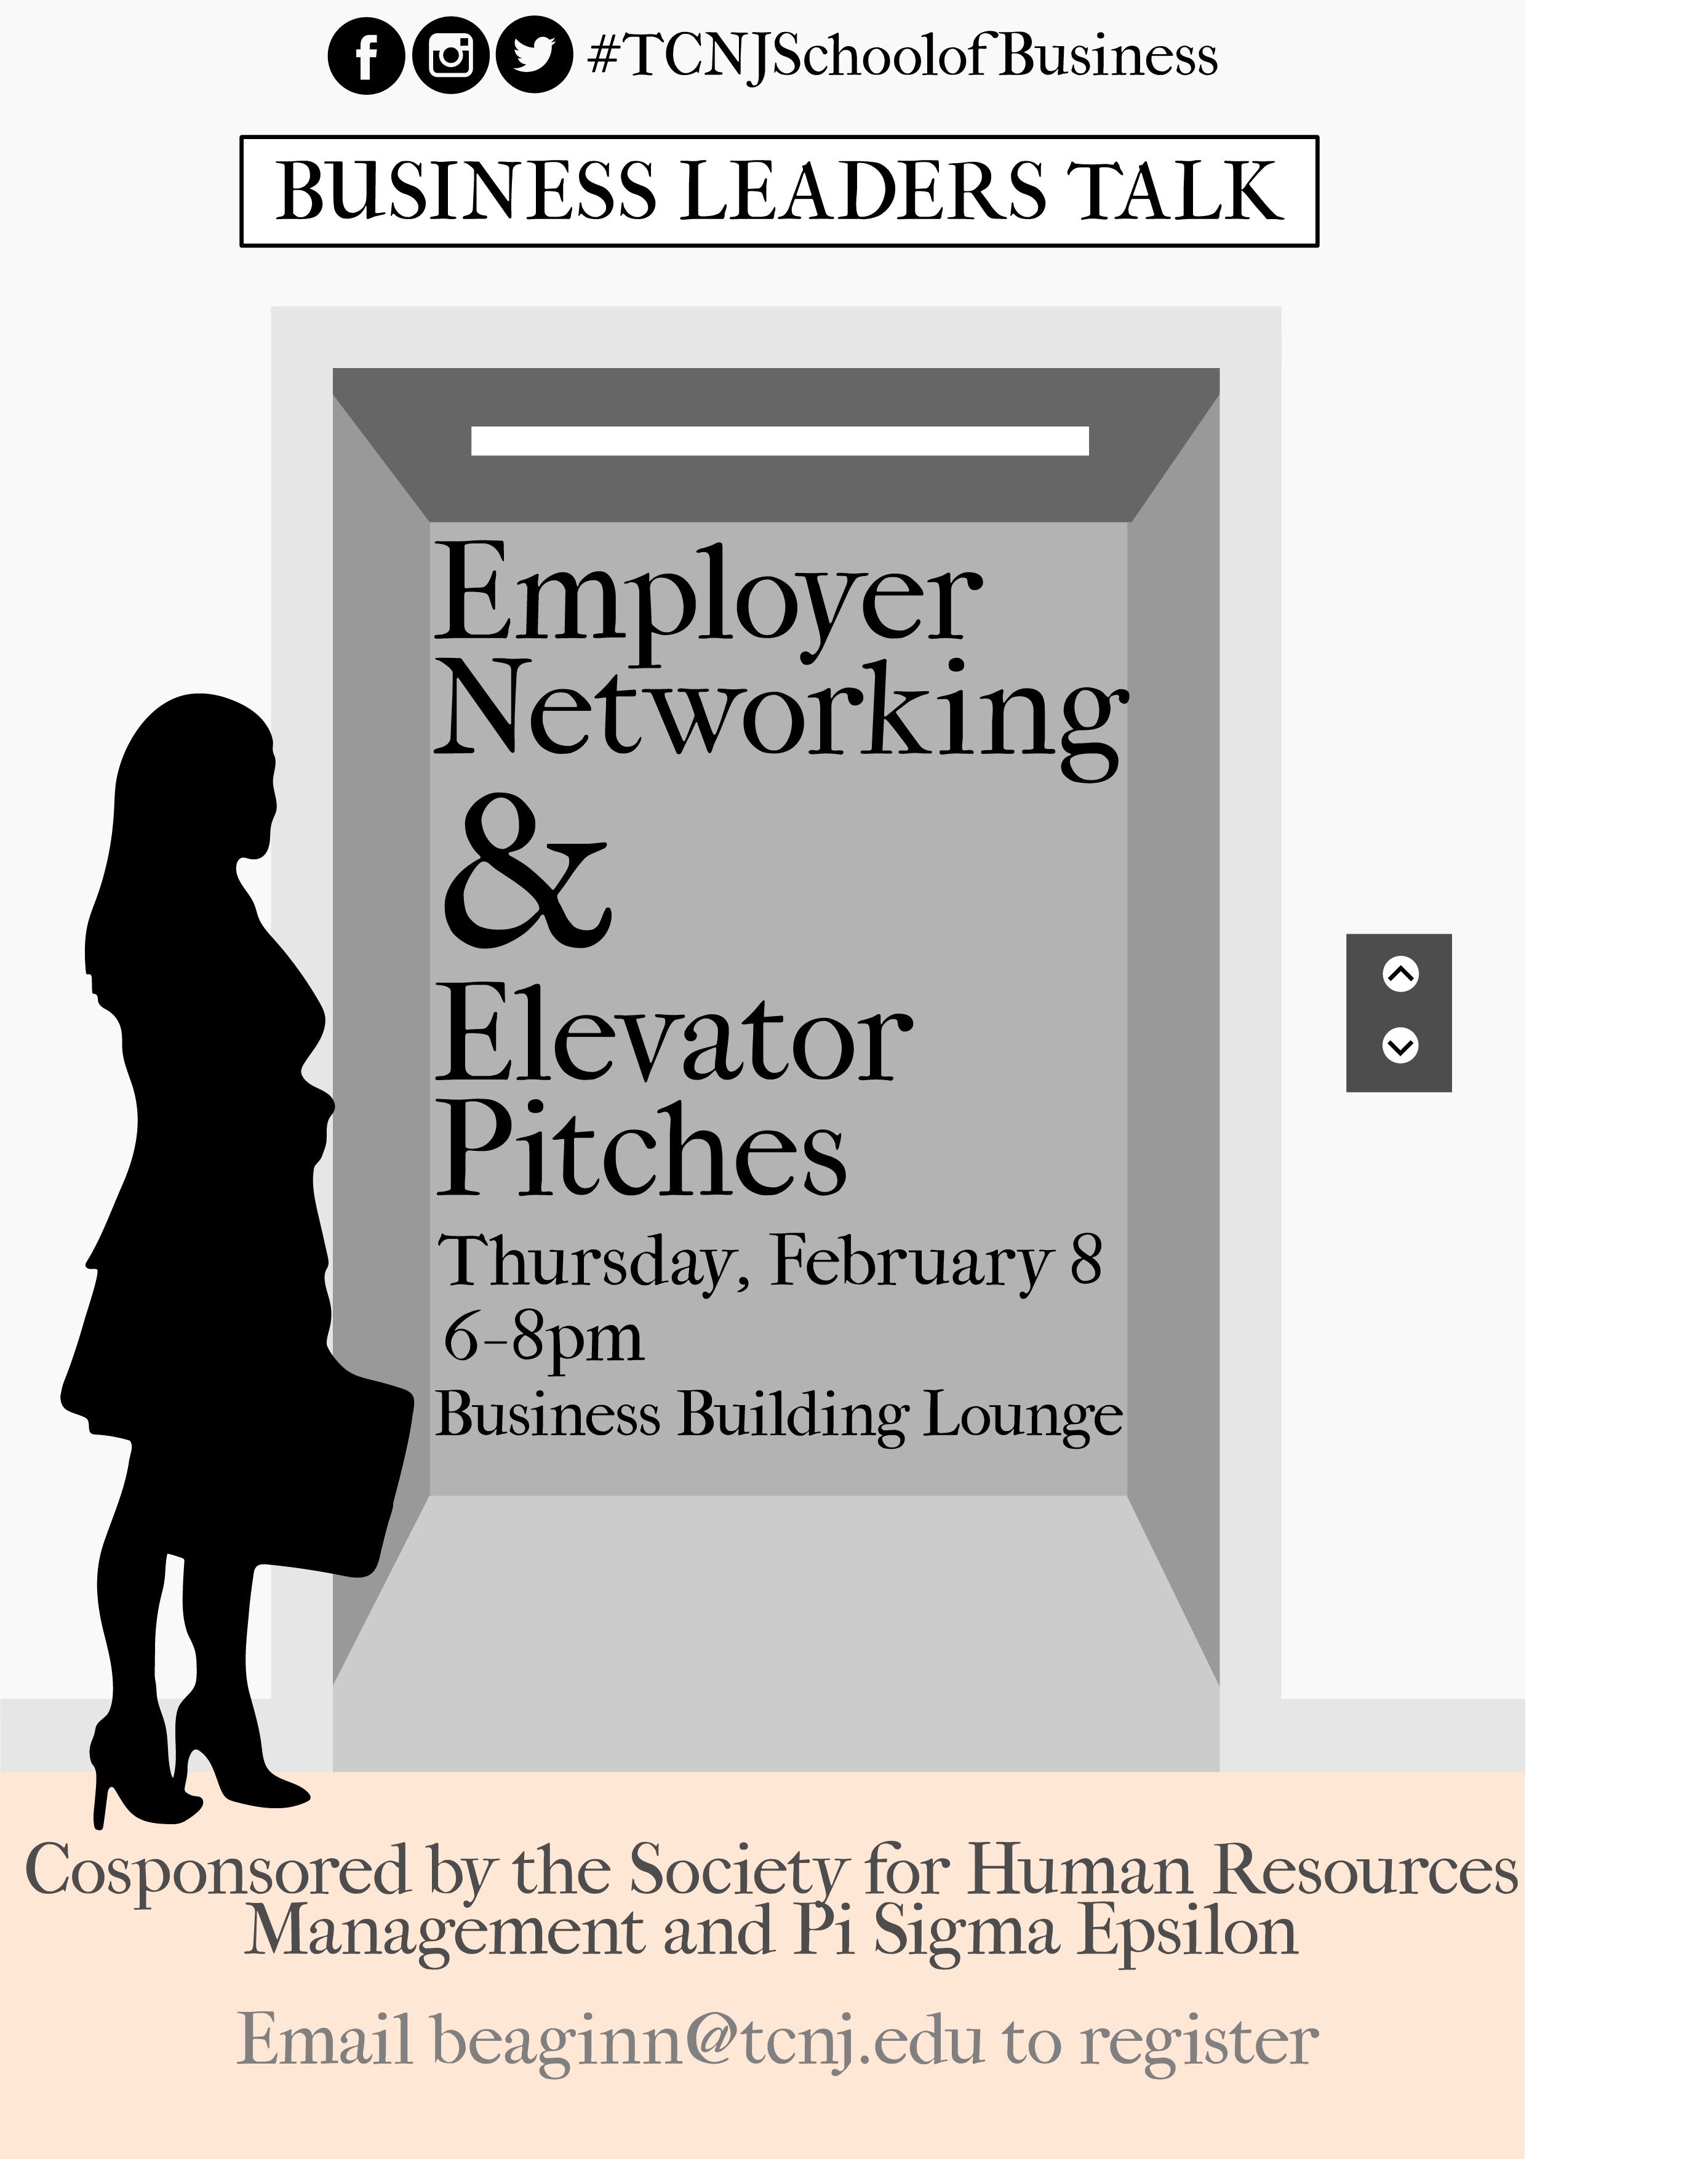 #TCNJSchoolofBusiness
BUSINESS LEADERS TALK
Employer
Networking
&
Elevator
Pitches
Thursday, February 8
6-8pm
Business Building Lounge
Cosponsored by the Society for Human Resources
Management and Pi Sigma Epsilon
Email beaginn@tcnj.edu to register